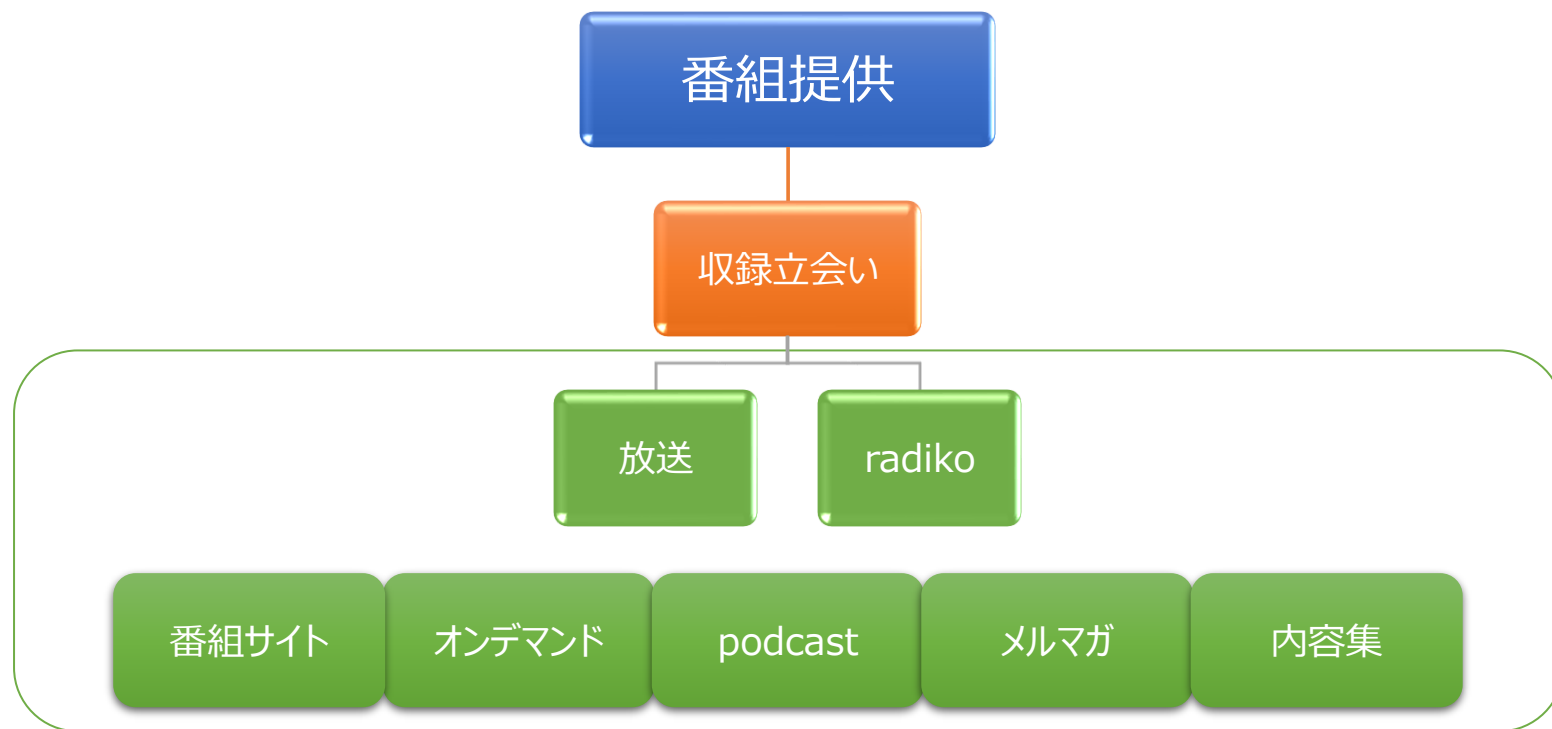 番組提供
収録立会い
放送
radiko
番組サイト
オンデマンド
podcast
メルマガ
内容集